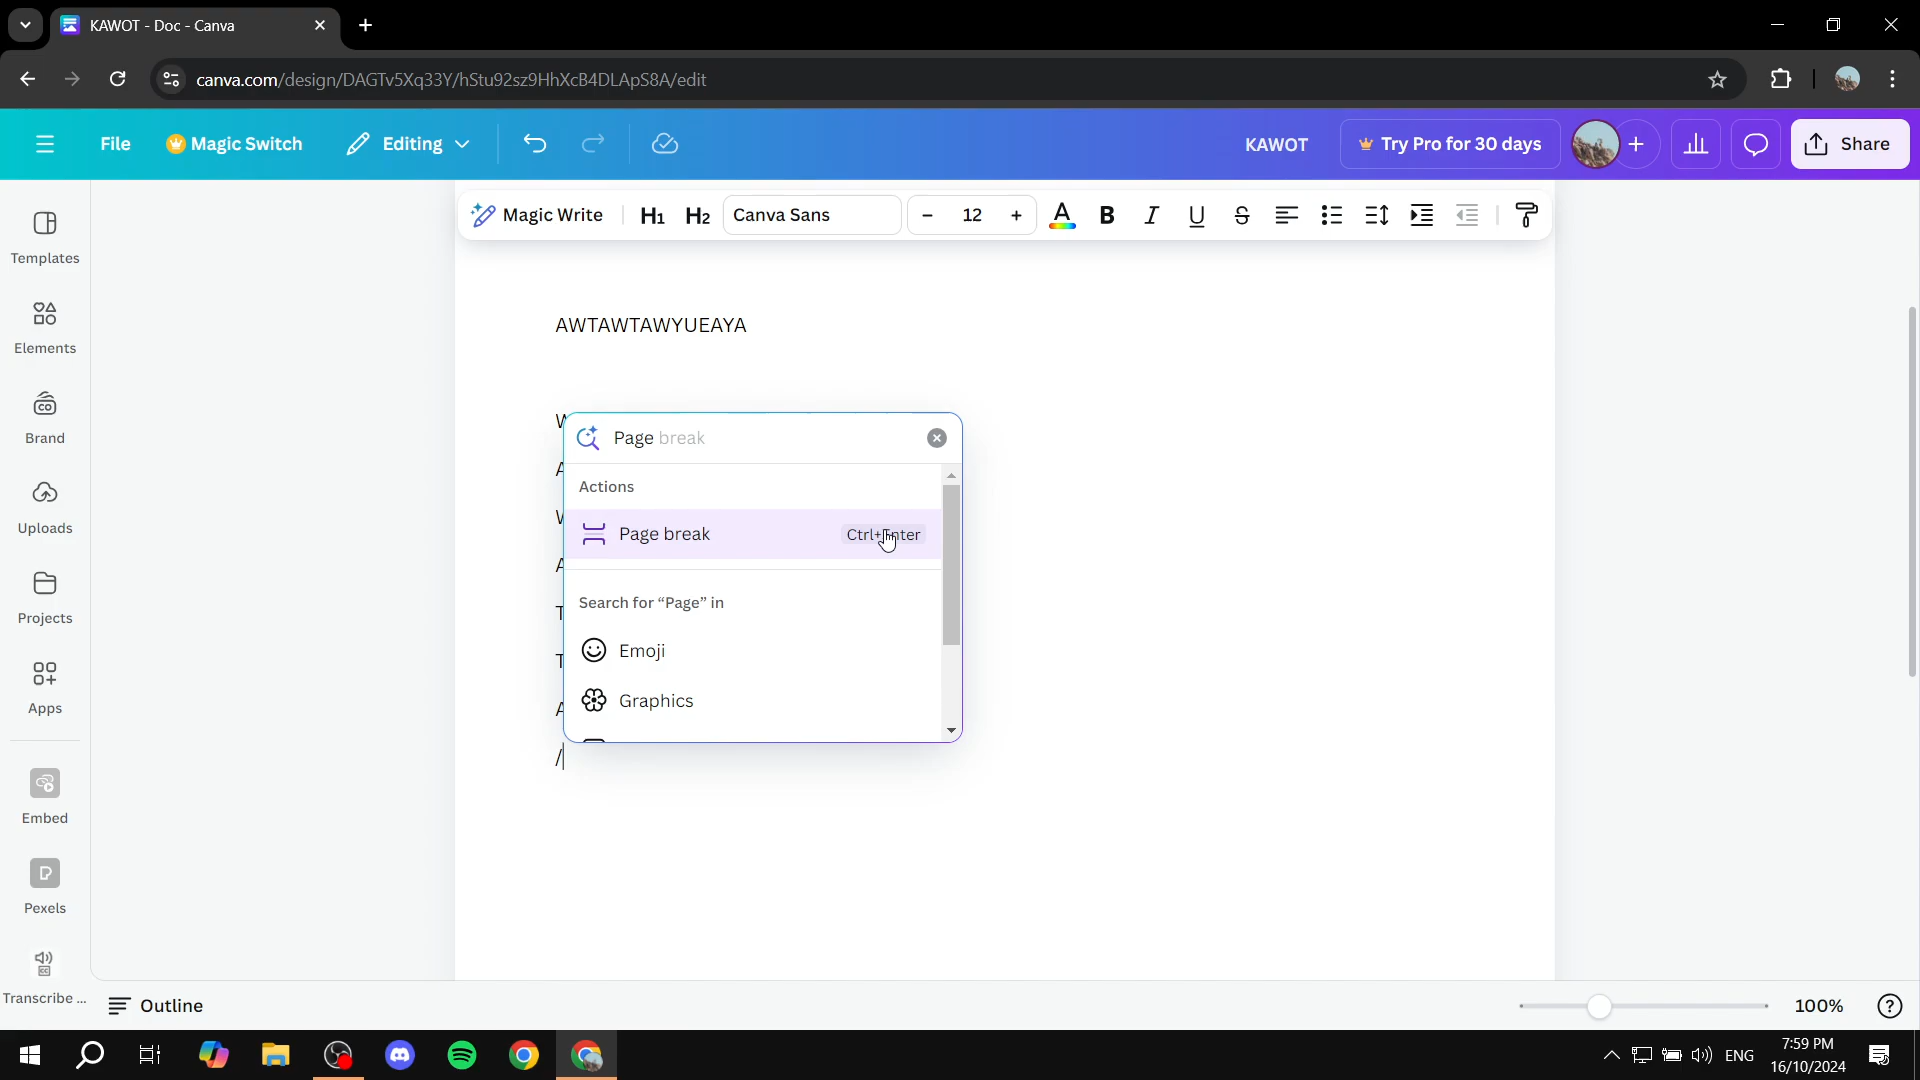 KAWOT - Doc - Canva
canva.com/design/DAGTv5Xq33Y/hStu92sz9HhXcB4DLApS8A/edit
File
Magic Switch
Editing
KAWOT
Try Pro for 30 days
Share
Magic Write
H1
H2
Canva Sans
12
A
B
I
U
S
Templates
Elements
Brand
Uploads
Projects
Apps
Embed
Pexels
Transcribe ...
AWTAWTAWYUEAYA
Page break
Actions
Page break
Ctrl+Enter
Search for “Page” in
Emoji
Graphics
/
Outline
100%
ENG
7:59 PM
16/10/2024